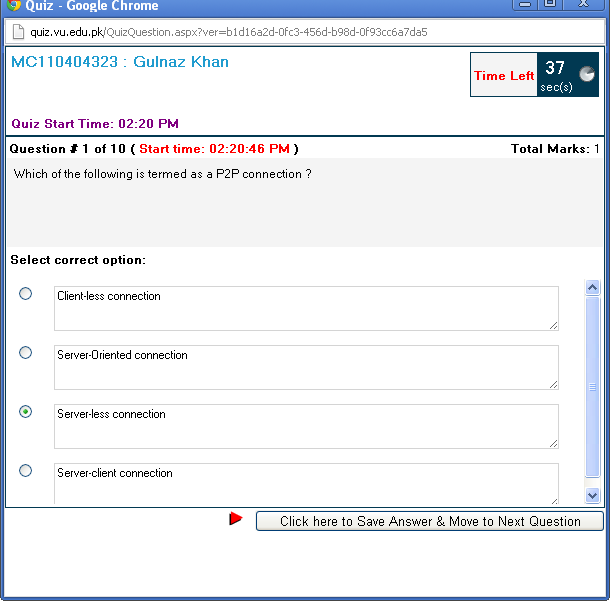 Quiz - Google Chrome
quiz.vu.edu.pk/QuizQuestion.aspx?ver=b1d16a2d-0fc3-456d-b98d-0f93cc6a7da5
MC110404323 : Gulnaz Khan
Time Left 37
sec(s)
Quiz Start Time: 02:20 PM
Question # 1 of 10 ( Start time: 02:20:46 PM ) Total Marks: 1
Which of the following is termed as a P2P connection ?
Select correct option:
Client-less connection
Server-Oriented connection
Server-less connection
Server-client connection
Click here to Save Answer & Move to Next Question